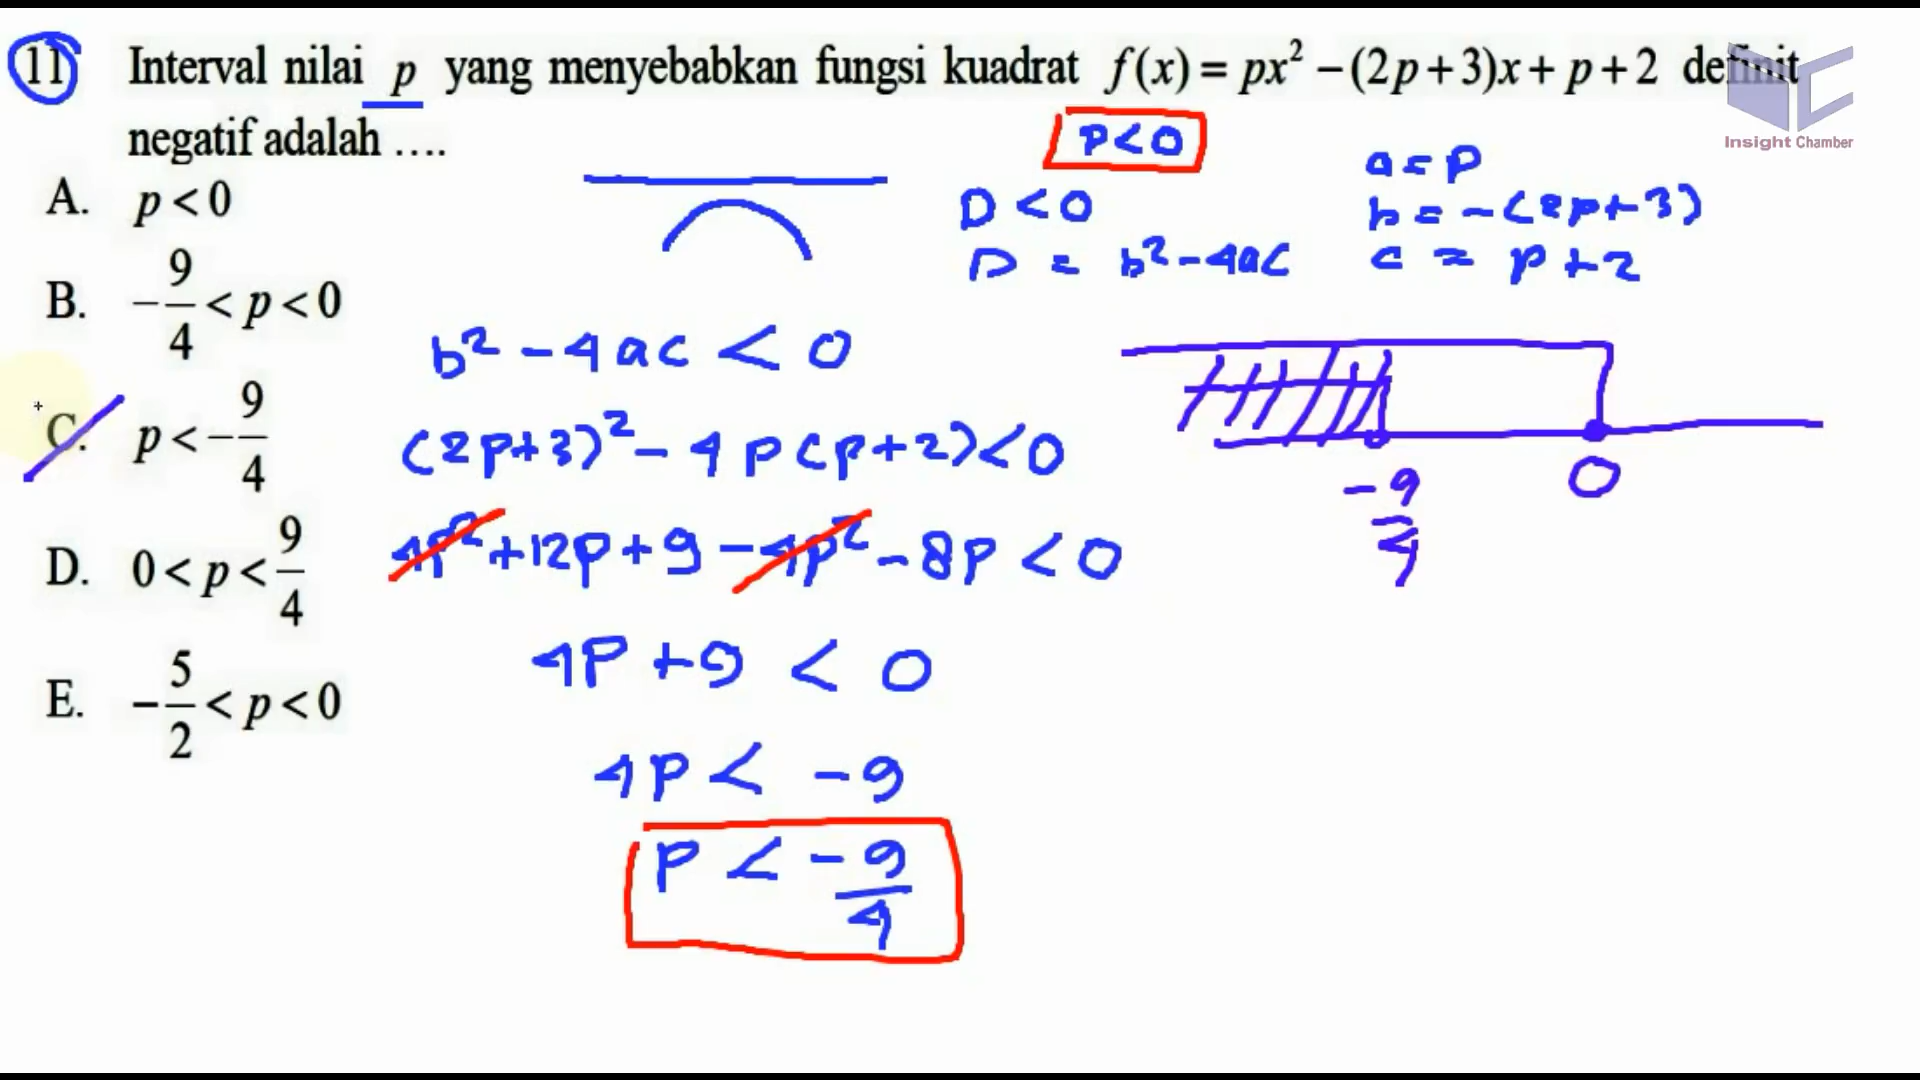 11 Interval nilai p yang menyebabkan fungsi kuadrat f(x) = px² − (2p+3)x + p + 2 definit
negatif adalah ....
A. p < 0
B. −9/4 < p < 0
C. p < −9/4
D. 0 < p < 9/4
E. −5/2 < p < 0
p < 0
D < 0
D = b² − 4ac
a = p
b = −(2p+3)
c = p + 2
Insight Chamber
b² − 4ac < 0
(2p+3)² − 4p(p+2) < 0
4p² + 12p + 9 − 4p² − 8p < 0
4p + 9 < 0
4p < −9
p < −9/4
−9/4
0